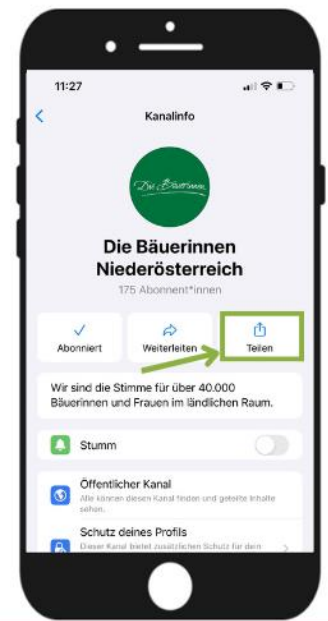 11:27
Kanalinfo
Die Bäuerinnen
Die Bäuerinnen
Niederösterreich
175 Abonnent*innen
Abonniert
Weiterleiten
Teilen
Wir sind die Stimme für über 40.000
Bäuerinnen und Frauen im ländlichen Raum.
Stumm
Öffentlicher Kanal
Alle können diesen Kanal finden und geteilte Inhalte
sehen.
Schutz deines Profils
Dieser Kanal bietet zusätzlichen Schutz für dein